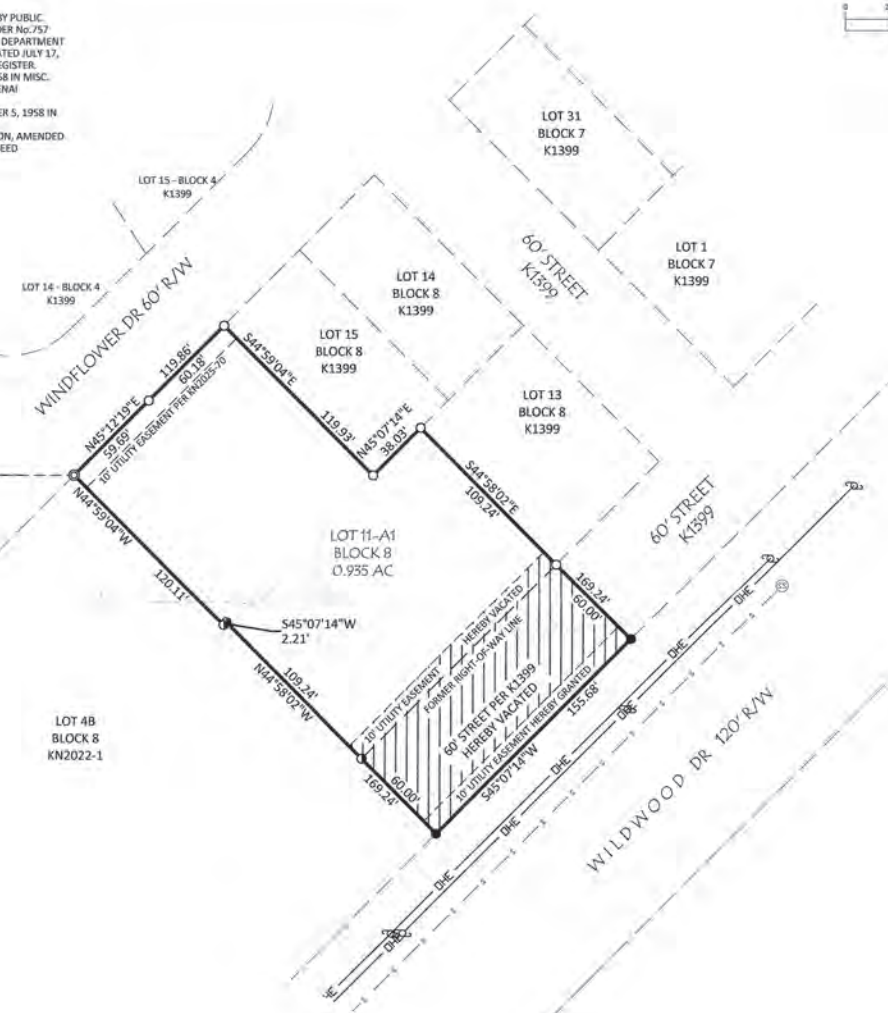 BY PUBLIC
DER No.757
DEPARTMENT
ATED JULY 17,
EGISTER.
58 IN MISC.
ENAI
ER 5, 1958 IN
ON, AMENDED
EED
LOT 31
BLOCK 7
K1399
LOT 15 - BLOCK 4
K1399
LOT 1
BLOCK 7
K1399
60' STREET
K1399
LOT 14 - BLOCK 4
K1399
LOT 14
BLOCK 8
K1399
WINDFLOWER DR 60' R/W
LOT 15
BLOCK 8
K1399
119.86'
60.18'
N45°12'19"E
59.69'
10' UTILITY EASEMENT PER KN2025-70
S44°59'04"E
119.93'
N45°07'14"E
38.03'
LOT 13
BLOCK 8
K1399
S44°58'02"E
109.24'
60' STREET
K1399
N44°59'04"W
120.11'
LOT 11-A1
BLOCK 8
0.935 AC
S45°07'14"W
2.21'
169.24'
60.00'
109.24'
N44°58'02"W
10' UTILITY EASEMENT HEREBY VACATED
FORMER RIGHT-OF-WAY LINE
60' STREET PER K1399
HEREBY VACATED
10' UTILITY EASEMENT HEREBY GRANTED
155.68'
S45°07'14"W
60.00'
169.24'
LOT 4B
BLOCK 8
KN2022-1
WILDWOOD DR 120' R/W
OHE
OHE
OHE
OHE
OHE
OHE
OHE
OHE
HE
S
S
S
S